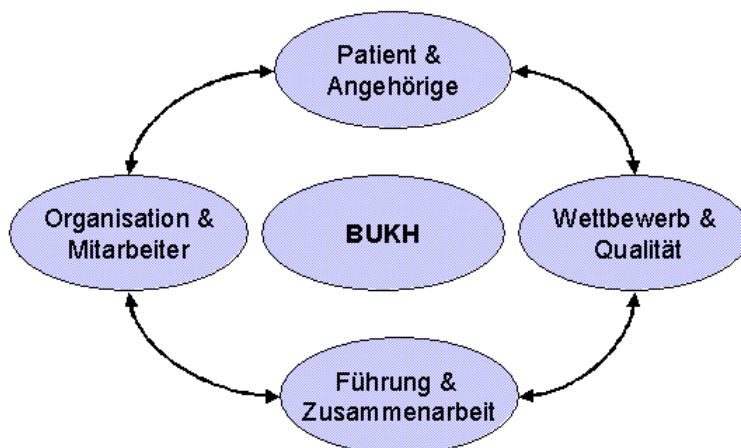 Patient &
Angehörige
Organisation &
Mitarbeiter
BUKH
Wettbewerb &
Qualität
Führung &
Zusammenarbeit